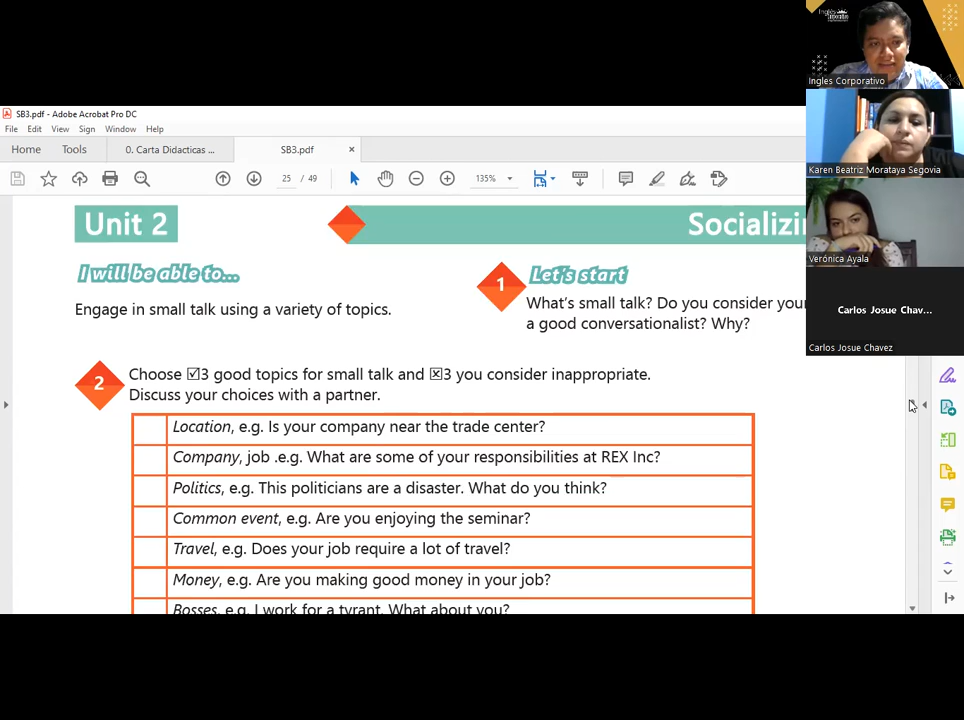 SB3.pdf - Adobe Acrobat Pro DC
File Edit View Sign Window Help
Home Tools 0. Carta Didacticas ... SB3.pdf ×
25 / 49 135%
Unit 2
Socializin
I will be able to...
Engage in small talk using a variety of topics.
1 Let's start
What's small talk? Do you consider your
a good conversationalist? Why?
2 Choose ☑3 good topics for small talk and ☒3 you consider inappropriate.
Discuss your choices with a partner.
Location, e.g. Is your company near the trade center?
Company, job .e.g. What are some of your responsibilities at REX Inc?
Politics, e.g. This politicians are a disaster. What do you think?
Common event, e.g. Are you enjoying the seminar?
Travel, e.g. Does your job require a lot of travel?
Money, e.g. Are you making good money in your job?
Bosses, e.g. I work for a tyrant. What about you?
Inglés
Corporativo
Ingles Corporativo
Karen Beatriz Morataya Segovia
Verónica Ayala
Carlos Josue Chav...
Carlos Josue Chavez